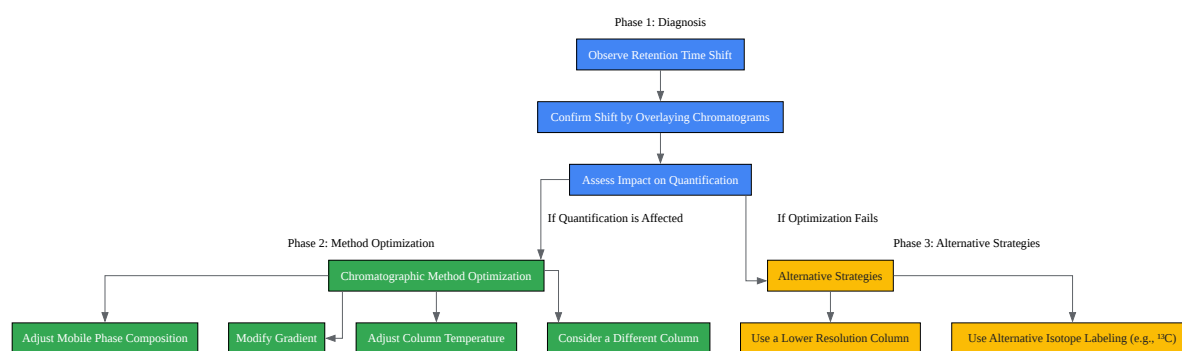 Phase 1: Diagnosis
Observe Retention Time Shift
Confirm Shift by Overlaying Chromatograms
Assess Impact on Quantification
If Quantification is Affected
If Optimization Fails
Phase 2: Method Optimization
Phase 3: Alternative Strategies
Chromatographic Method Optimization
Alternative Strategies
Adjust Mobile Phase Composition
Modify Gradient
Adjust Column Temperature
Consider a Different Column
Use a Lower Resolution Column
Use Alternative Isotope Labeling (e.g., ¹³C)